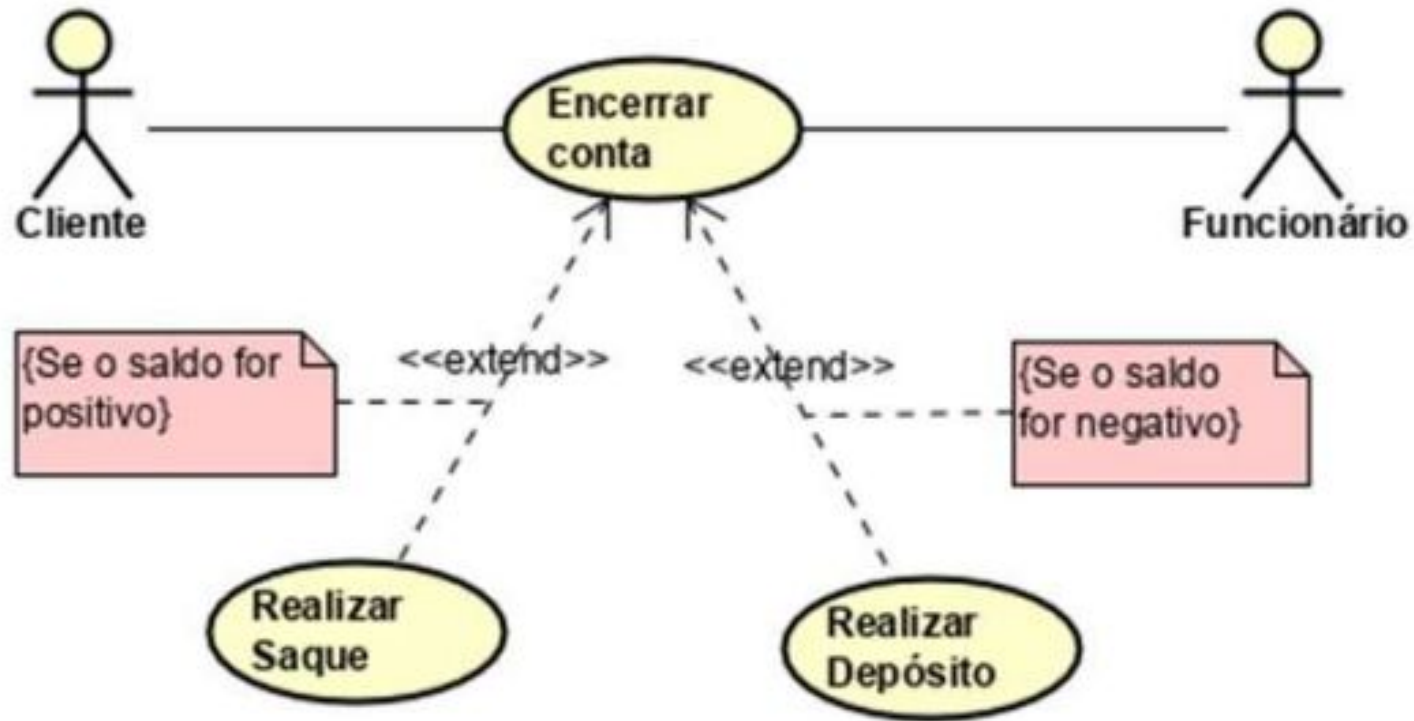 Encerrar
conta
Cliente
Funcionário
{Se o saldo for
positivo}
<<extend>>
<<extend>>
{Se o saldo
for negativo}
Realizar
Saque
Realizar
Depósito